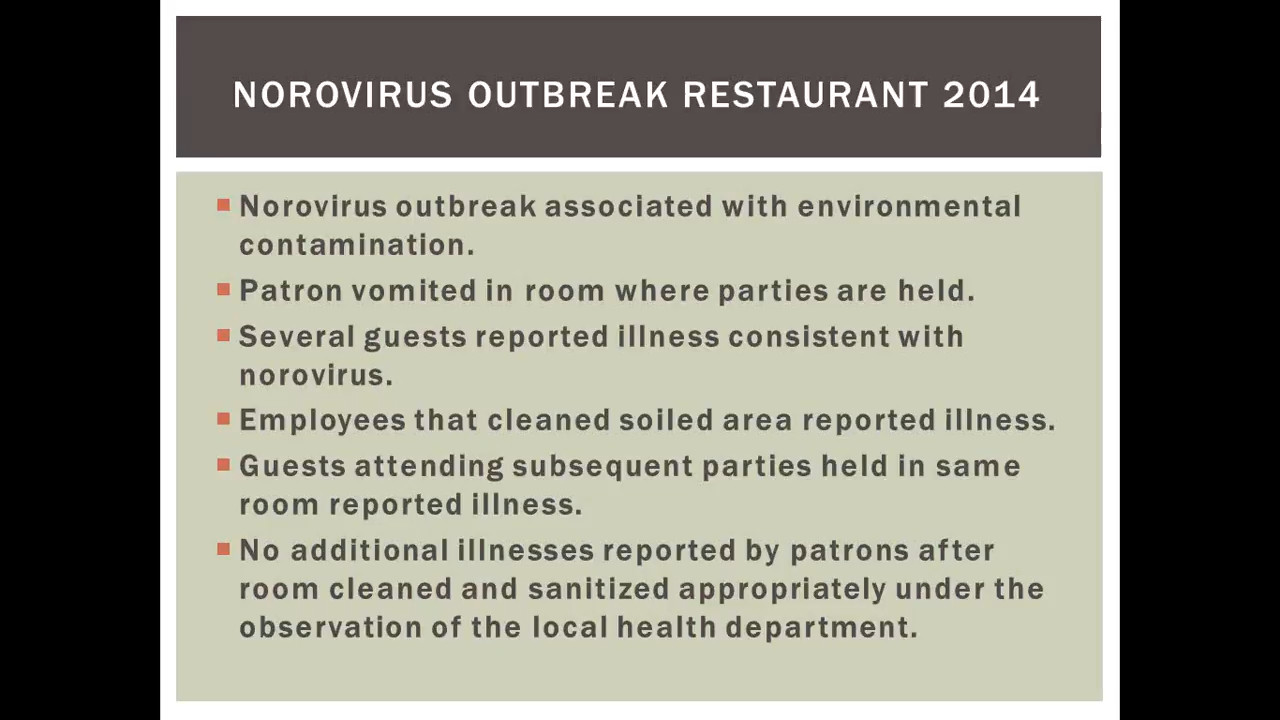 NOROVIRUS OUTBREAK RESTAURANT 2014
Norovirus outbreak associated with environmental
contamination.
Patron vomited in room where parties are held.
Several guests reported illness consistent with
norovirus.
Employees that cleaned soiled area reported illness.
Guests attending subsequent parties held in same
room reported illness.
No additional illnesses reported by patrons after
room cleaned and sanitized appropriately under the
observation of the local health department.